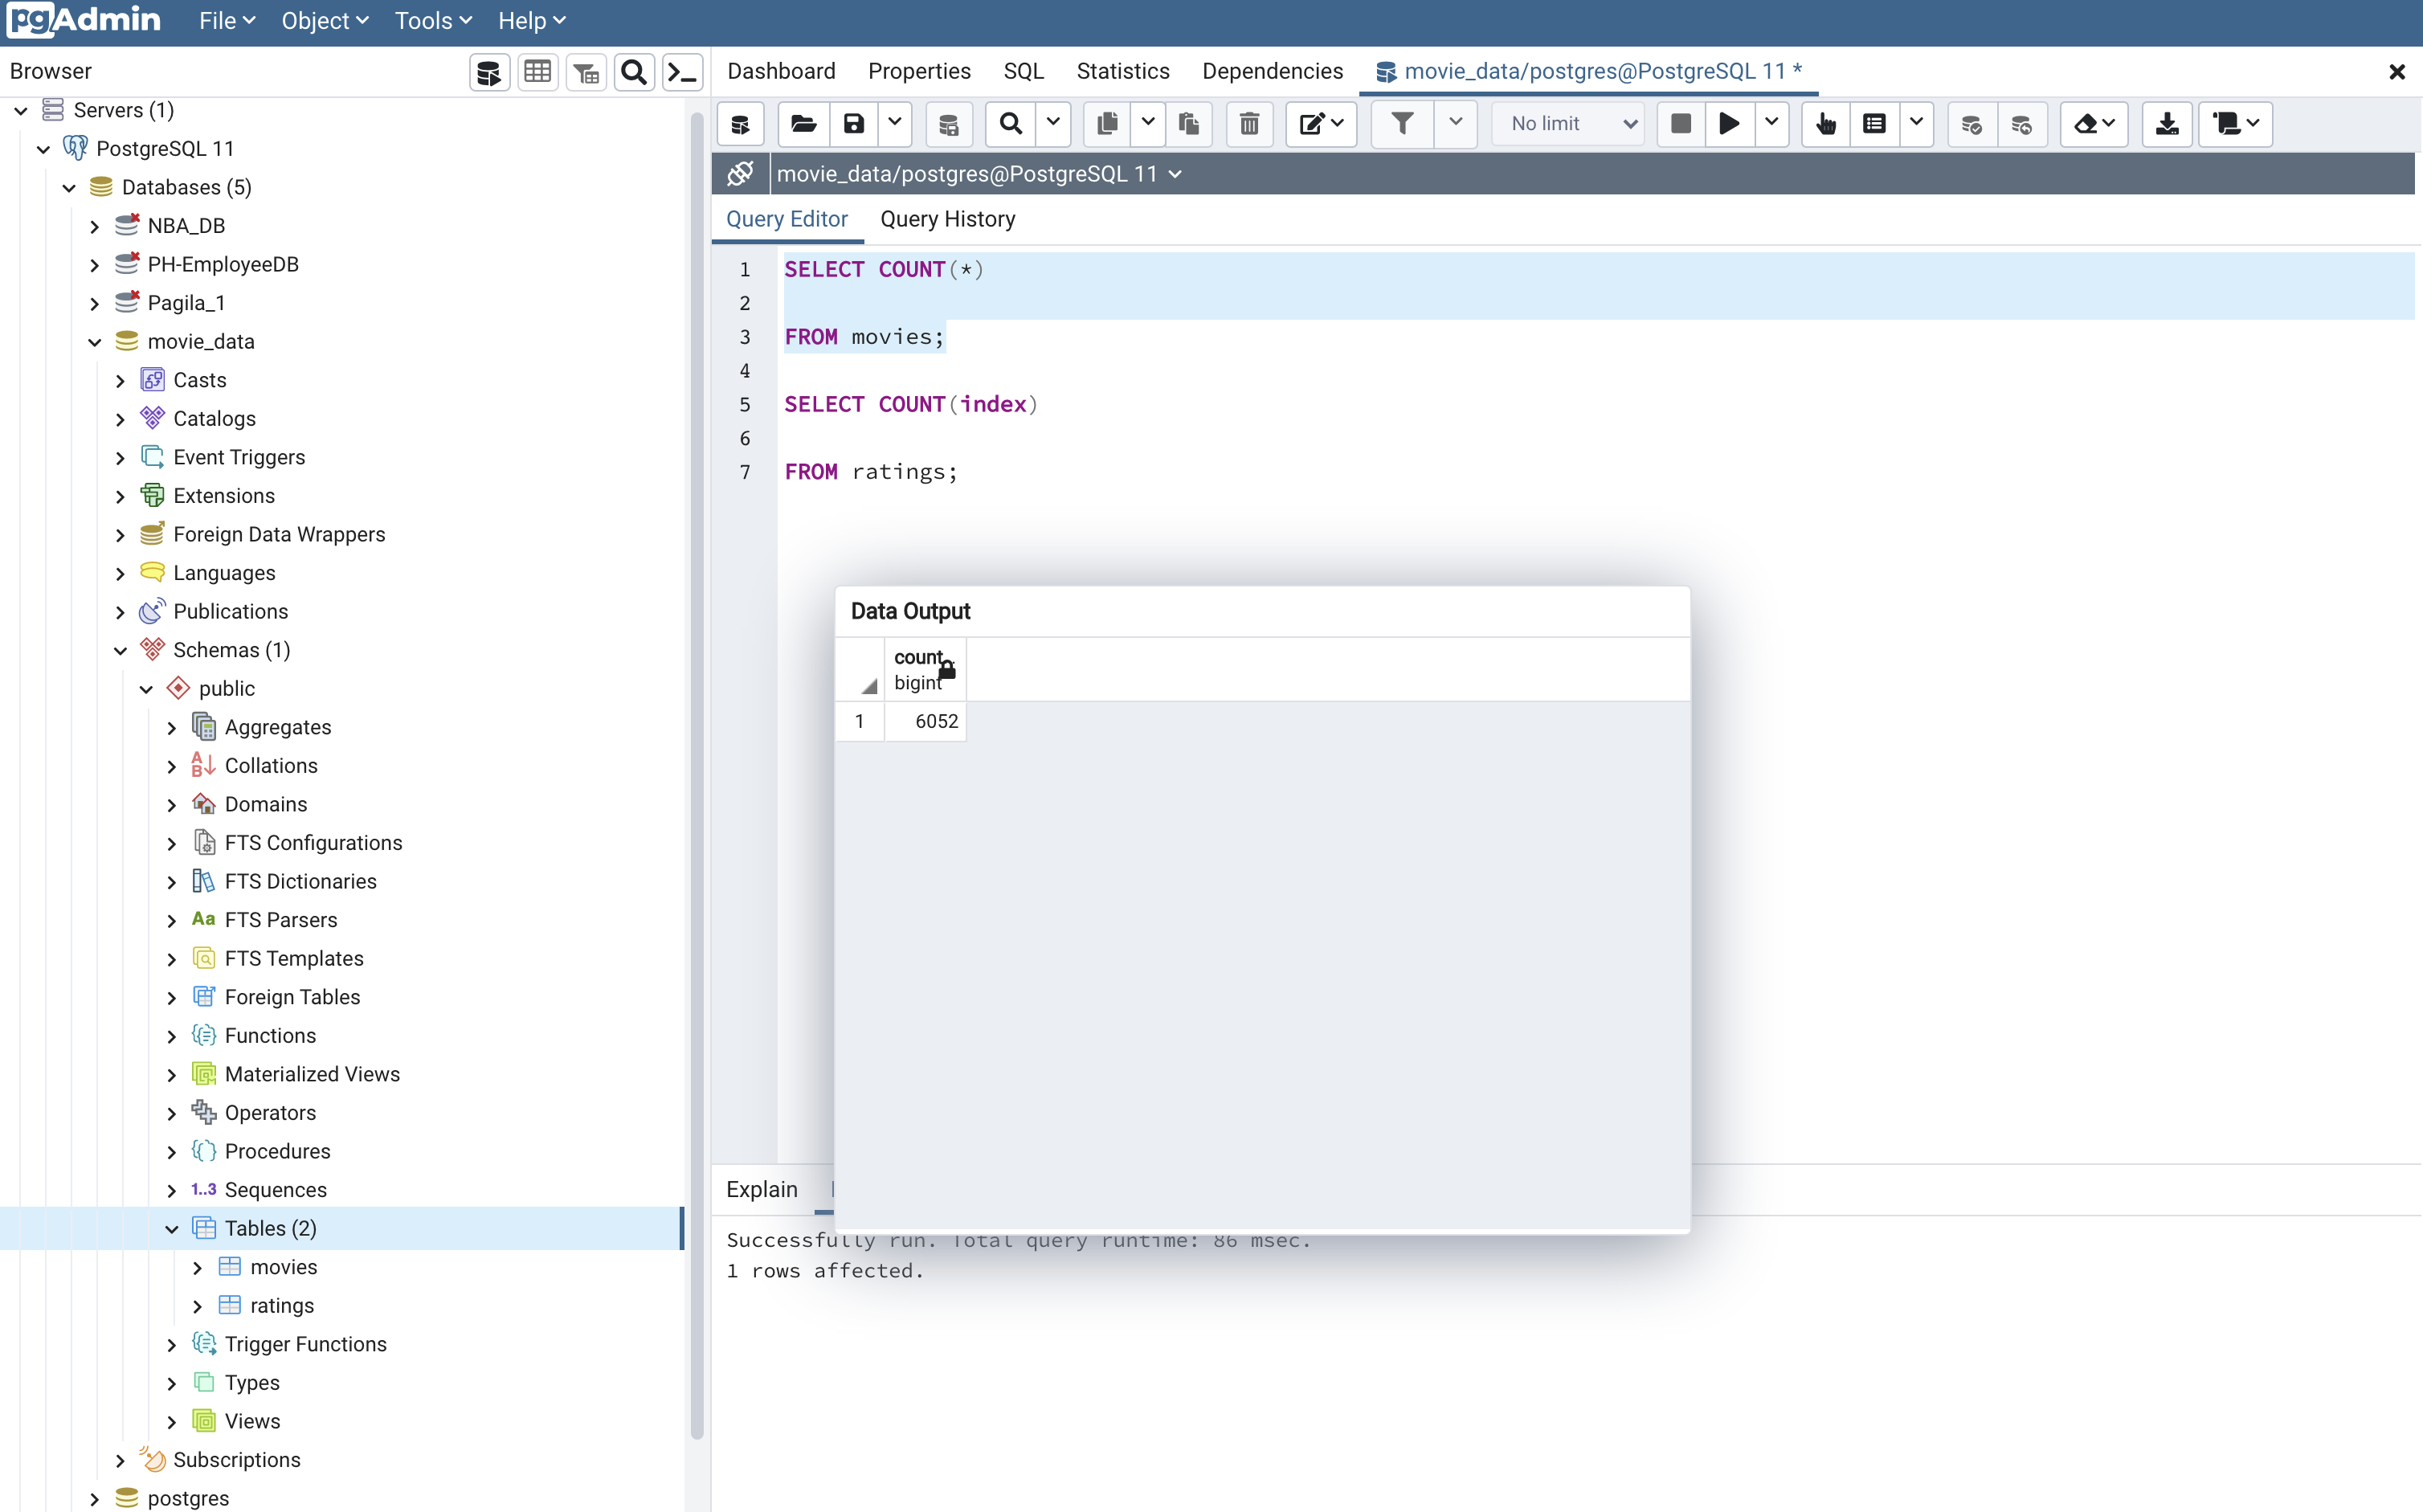 pgAdmin File Object Tools Help
Browser
Servers (1)
PostgreSQL 11
Databases (5)
NBA_DB
PH-EmployeeDB
Pagila_1
movie_data
Casts
Catalogs
Event Triggers
Extensions
Foreign Data Wrappers
Languages
Publications
Schemas (1)
public
Aggregates
Collations
Domains
FTS Configurations
FTS Dictionaries
Aa FTS Parsers
FTS Templates
Foreign Tables
Functions
Materialized Views
Operators
Procedures
1..3 Sequences
Tables (2)
movies
ratings
Trigger Functions
Types
Views
Subscriptions
postgres
Dashboard Properties SQL Statistics Dependencies movie_data/postgres@PostgreSQL 11 *
No limit
movie_data/postgres@PostgreSQL 11
Query Editor Query History
1 SELECT COUNT(*)
2
3 FROM movies;
4
5 SELECT COUNT(index)
6
7 FROM ratings;
Data Output
count
bigint
1 6052
Explain
Successfully run. Total query runtime: 86 msec.
1 rows affected.